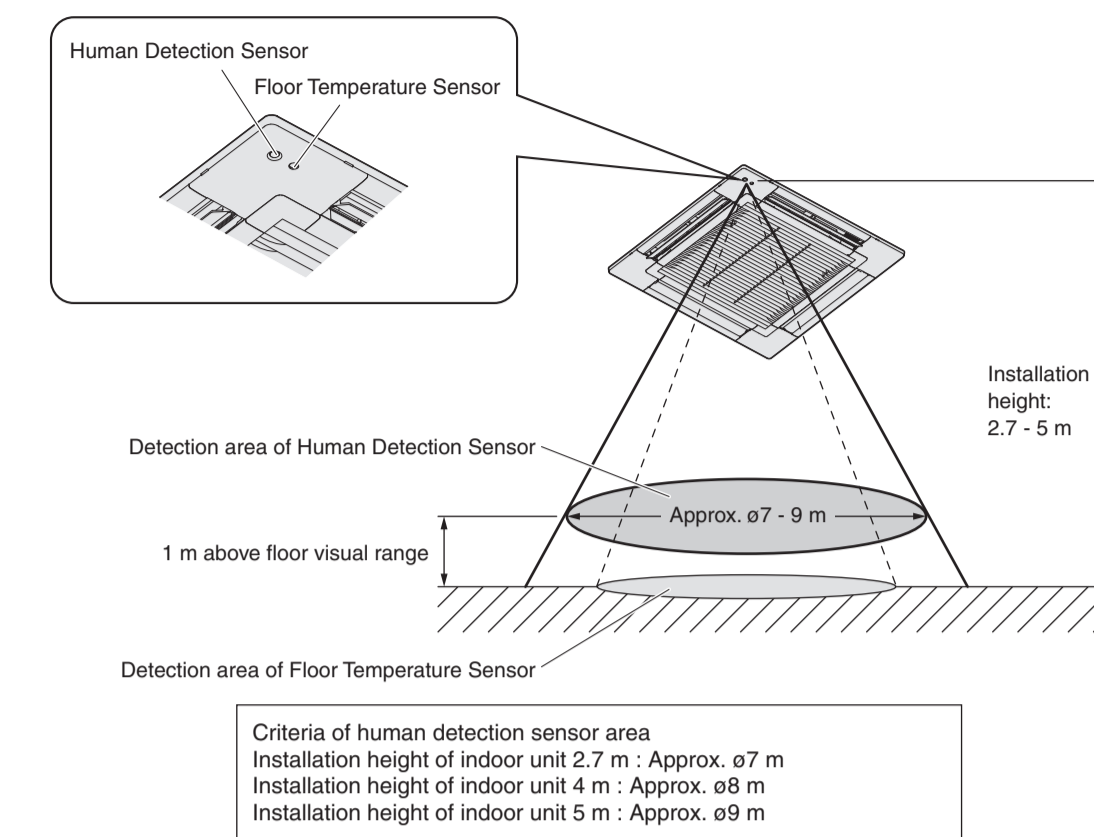 Human Detection Sensor
Floor Temperature Sensor
Installation
height:
2.7 - 5 m
Detection area of Human Detection Sensor
Approx. ø7 - 9 m
1 m above floor visual range
Detection area of Floor Temperature Sensor
Criteria of human detection sensor area
Installation height of indoor unit 2.7 m : Approx. ø7 m
Installation height of indoor unit 4 m : Approx. ø8 m
Installation height of indoor unit 5 m : Approx. ø9 m